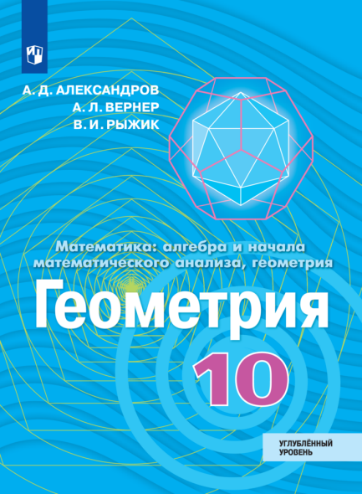 А. Д. АЛЕКСАНДРОВ
А. Л. ВЕРНЕР
В. И. РЫЖИК
Математика: алгебра и начала
математического анализа, геометрия
Геометрия
10
УГЛУБЛЁННЫЙ
УРОВЕНЬ